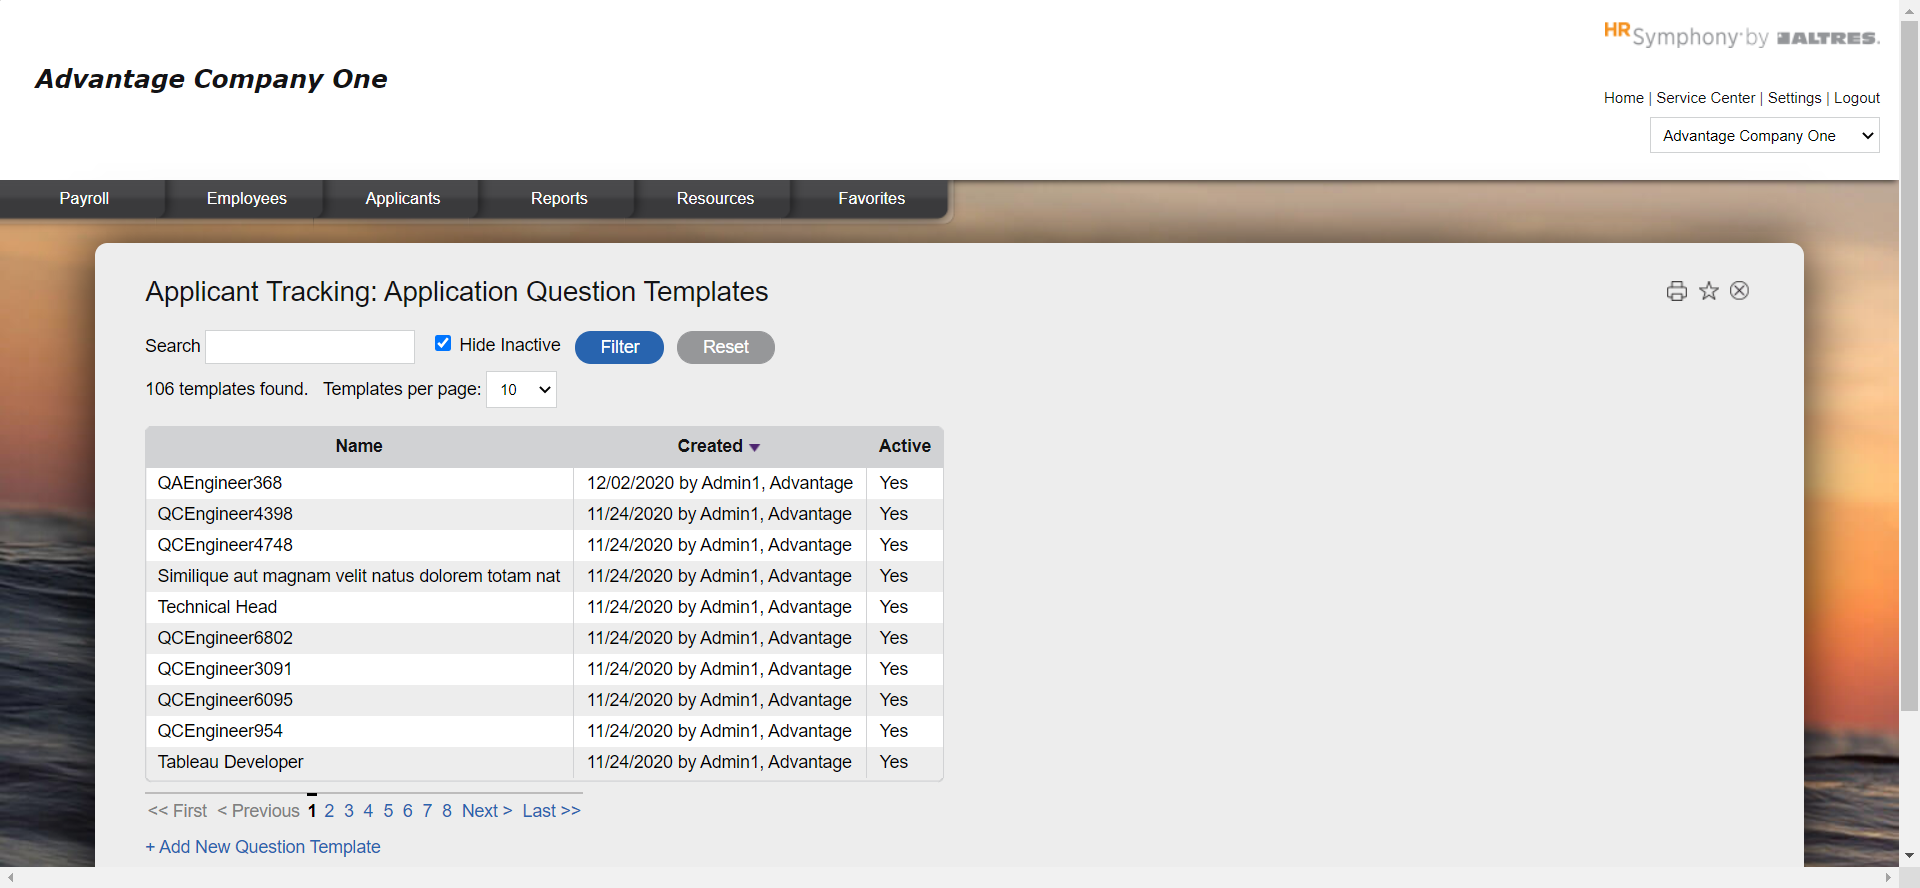 HR Symphony by ALTRES.
Advantage Company One
Home | Service Center | Settings | Logout
Advantage Company One
Payroll Employees Applicants Reports Resources Favorites
Applicant Tracking: Application Question Templates
Search Hide Inactive Filter Reset
106 templates found. Templates per page: 10
Name Created Active
QAEngineer368 12/02/2020 by Admin1, Advantage Yes
QCEngineer4398 11/24/2020 by Admin1, Advantage Yes
QCEngineer4748 11/24/2020 by Admin1, Advantage Yes
Similique aut magnam velit natus dolorem totam nat 11/24/2020 by Admin1, Advantage Yes
Technical Head 11/24/2020 by Admin1, Advantage Yes
QCEngineer6802 11/24/2020 by Admin1, Advantage Yes
QCEngineer3091 11/24/2020 by Admin1, Advantage Yes
QCEngineer6095 11/24/2020 by Admin1, Advantage Yes
QCEngineer954 11/24/2020 by Admin1, Advantage Yes
Tableau Developer 11/24/2020 by Admin1, Advantage Yes
<< First < Previous 1 2 3 4 5 6 7 8 Next > Last >>
+ Add New Question Template